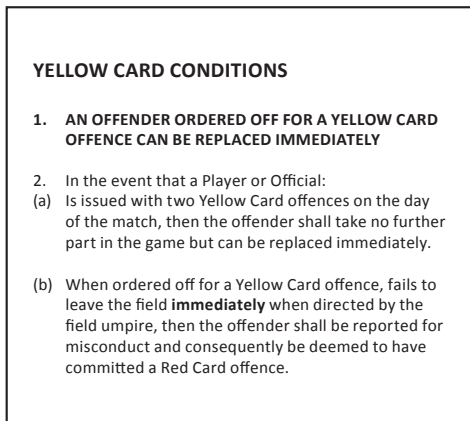 YELLOW CARD CONDITIONS
1. AN OFFENDER ORDERED OFF FOR A YELLOW CARD
OFFENCE CAN BE REPLACED IMMEDIATELY
2. In the event that a Player or Official:
(a) Is issued with two Yellow Card offences on the day
of the match, then the offender shall take no further
part in the game but can be replaced immediately.
(b) When ordered off for a Yellow Card offence, fails to
leave the field immediately when directed by the
field umpire, then the offender shall be reported for
misconduct and consequently be deemed to have
committed a Red Card offence.